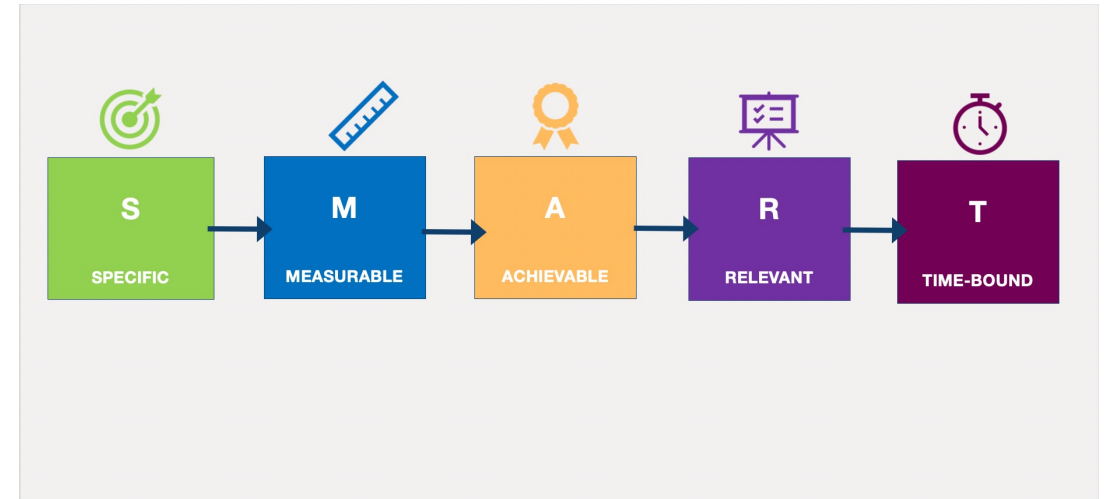 S
SPECIFIC
M
MEASURABLE
A
ACHIEVABLE
R
RELEVANT
T
TIME-BOUND